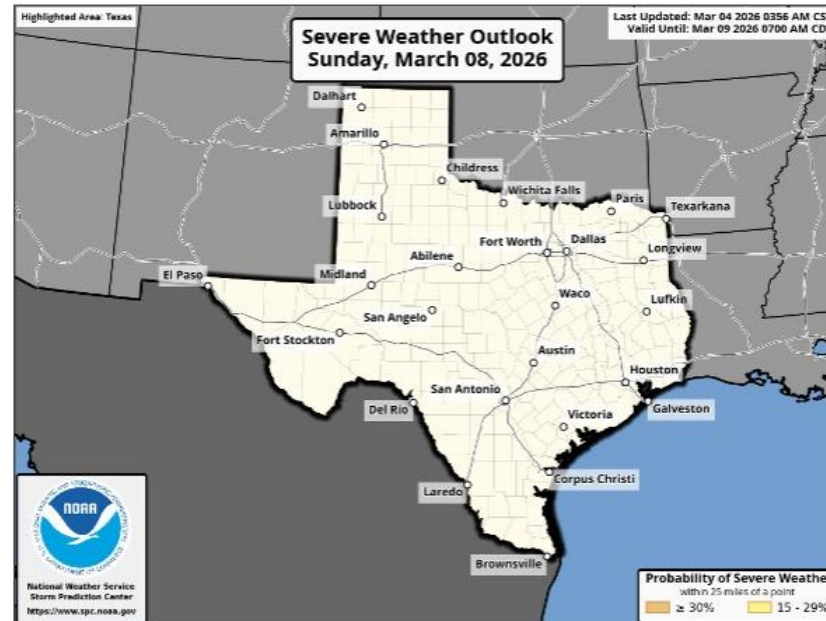 Highlighted Area: Texas
Last Updated: Mar 04 2026 0356 AM CS
Valid Until: Mar 09 2026 0700 AM CD
Severe Weather Outlook
Sunday, March 08, 2026
Dalhart
Amarillo
Childress
Wichita Falls
Paris
Texarkana
Lubbock
Fort Worth
Dallas
Longview
Abilene
El Paso
Midland
Waco
Lufkin
San Angelo
Fort Stockton
Austin
Houston
San Antonio
Del Rio
Victoria
Galveston
Laredo
Corpus Christi
Brownsville
NOAA
National Weather Service
Storm Prediction Center
https://www.spc.noaa.gov
Probability of Severe Weathe
within 25 miles of a point
≥ 30%
15 - 29%